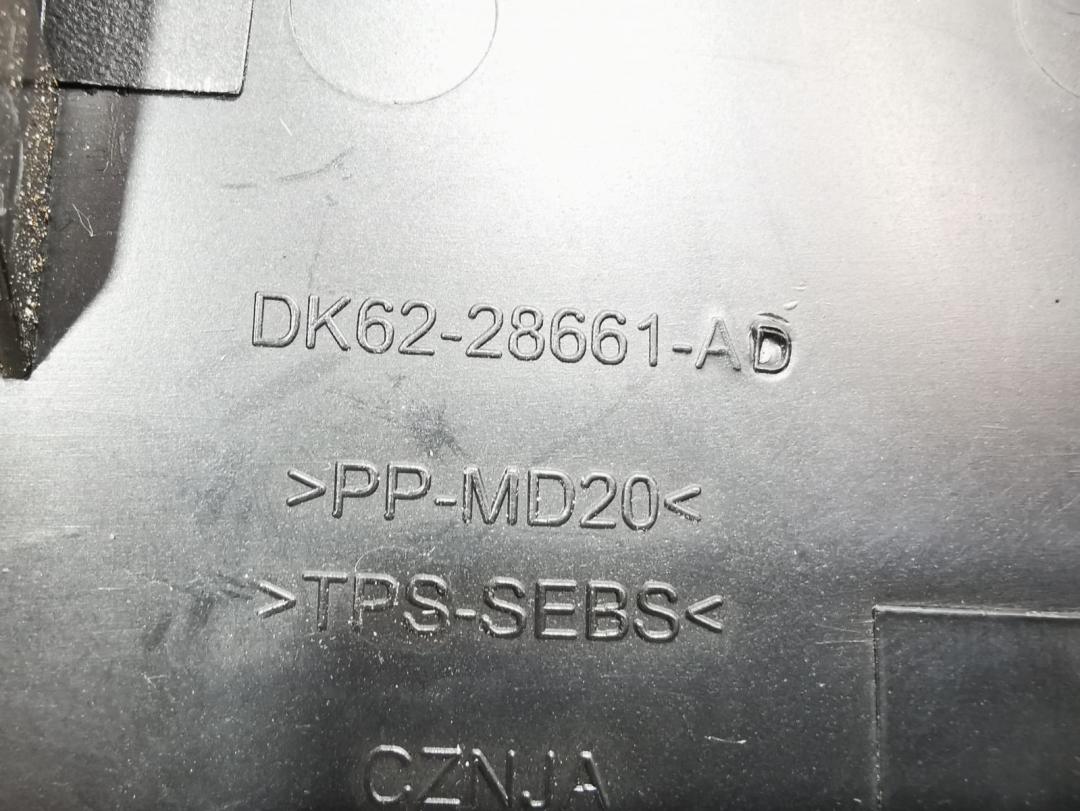 DK62-28661-AD
>PP-MD20<
>TPS-SEBS<
CZNJA